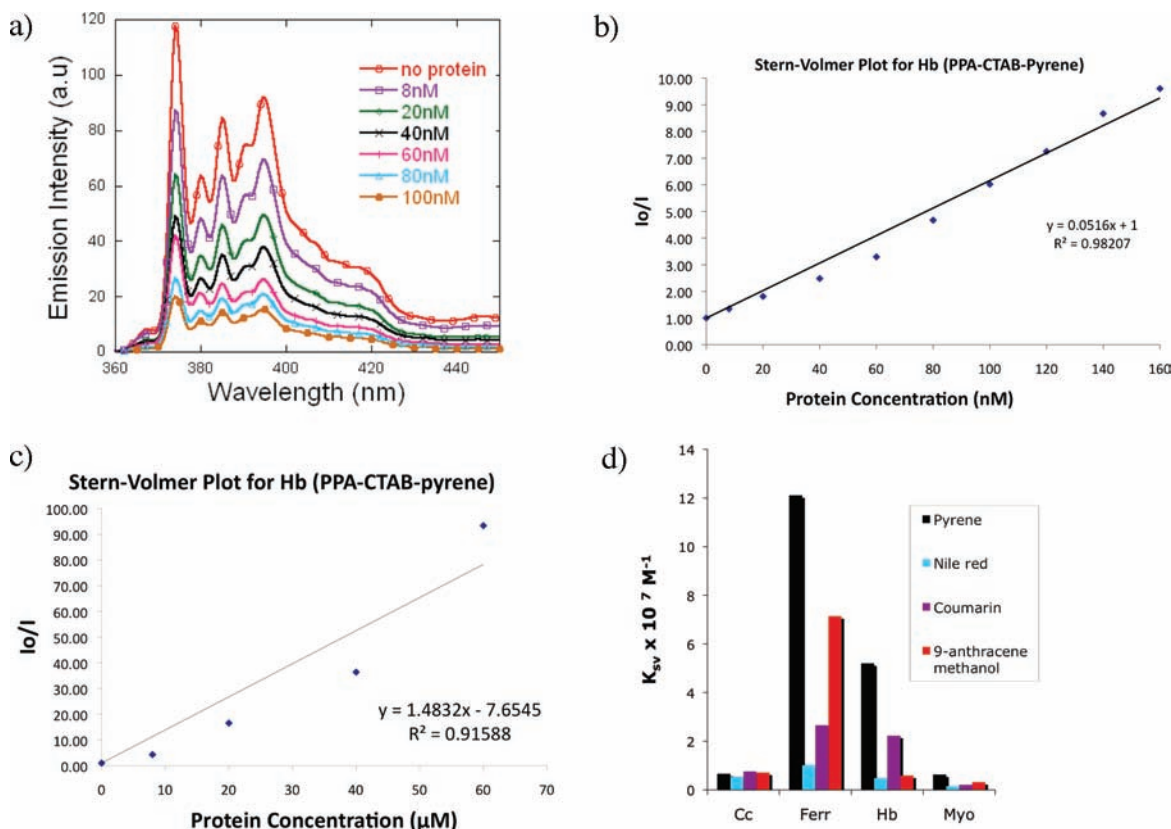 a)
120
100
80
60
40
20
0
Emission Intensity (a.u)
no protein
8nM
20nM
40nM
60nM
80nM
100nM
360 380 400 420 440
Wavelength (nm)
b)
Stern-Volmer Plot for Hb (PPA-CTAB-Pyrene)
10.00
9.00
8.00
7.00
6.00
5.00
4.00
3.00
2.00
1.00
0.00
Io/I
y = 0.0516x + 1
R² = 0.98207
0 20 40 60 80 100 120 140 160
Protein Concentration (nM)
c)
Stern-Volmer Plot for Hb (PPA-CTAB-pyrene)
100.00
90.00
80.00
70.00
60.00
50.00
40.00
30.00
20.00
10.00
0.00
Io/I
y = 1.4832x - 7.6545
R² = 0.91588
0 10 20 30 40 50 60 70
Protein Concentration (μM)
d)
14
12
10
8
6
4
2
0
Ksv x 10⁷ M⁻¹
Pyrene
Nile red
Coumarin
9-anthracene
methanol
Cc Ferr Hb Myo